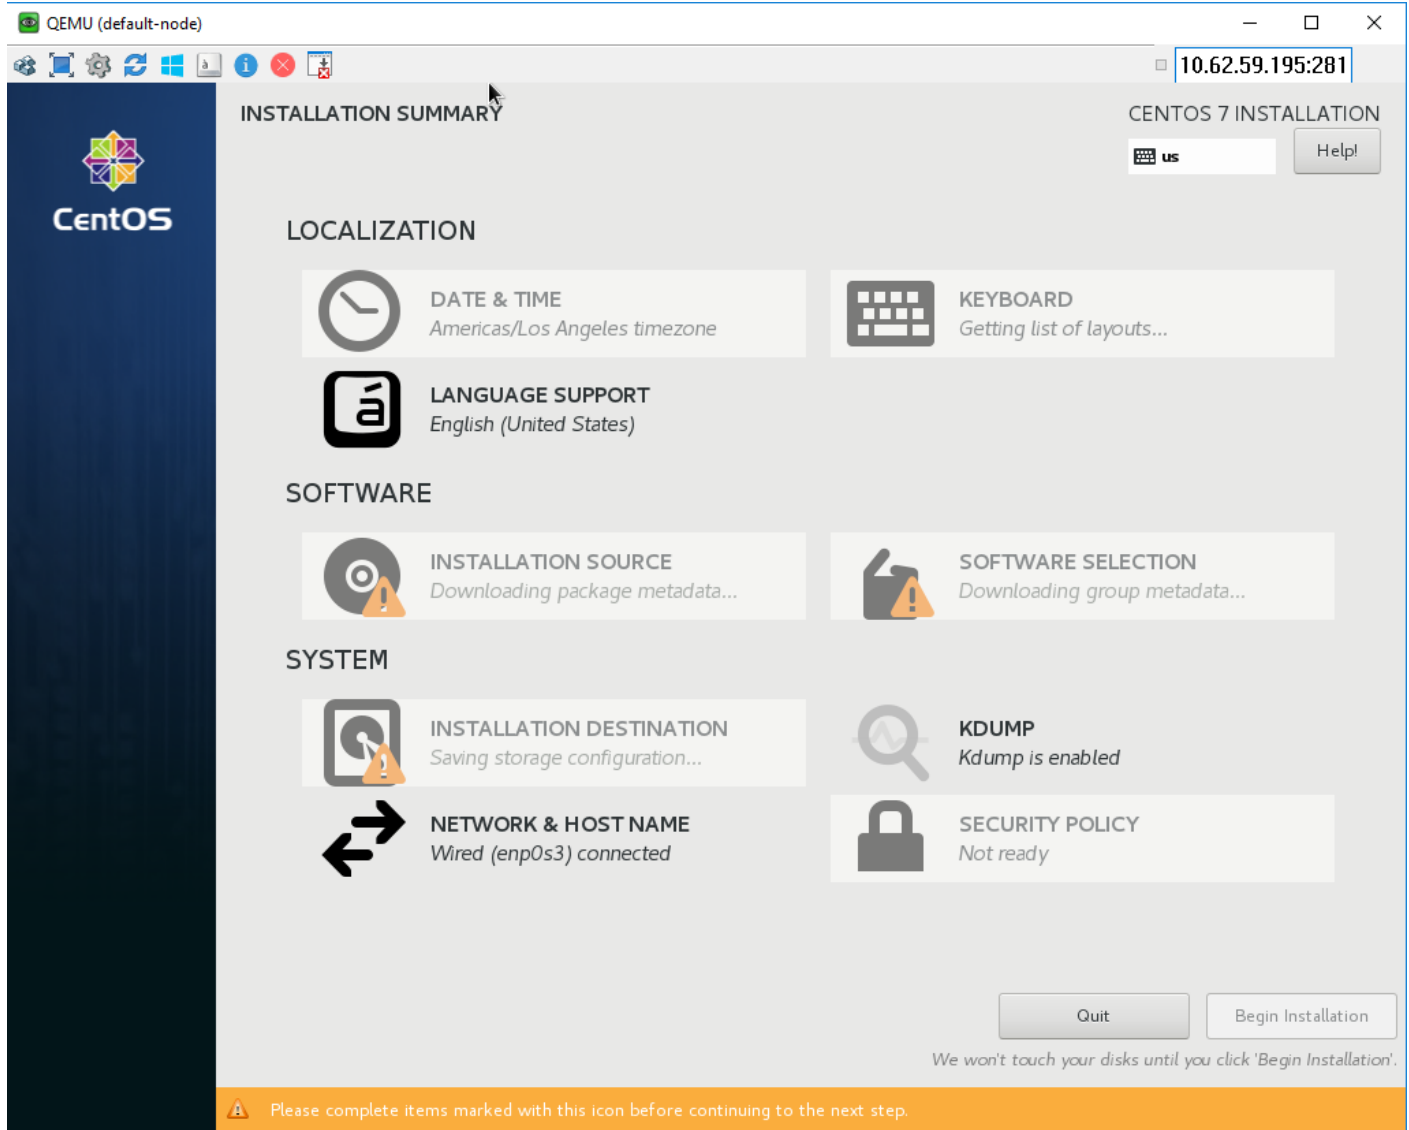 QEMU (default-node)
10.62.59.195:281
INSTALLATION SUMMARY
CENTOS 7 INSTALLATION
us
Help!
CentOS
LOCALIZATION
DATE & TIME
Americas/Los Angeles timezone
KEYBOARD
Getting list of layouts...
á
LANGUAGE SUPPORT
English (United States)
SOFTWARE
INSTALLATION SOURCE
Downloading package metadata...
SOFTWARE SELECTION
Downloading group metadata...
SYSTEM
INSTALLATION DESTINATION
Saving storage configuration...
KDUMP
Kdump is enabled
NETWORK & HOST NAME
Wired (enp0s3) connected
SECURITY POLICY
Not ready
Quit
Begin Installation
We won't touch your disks until you click 'Begin Installation'.
Please complete items marked with this icon before continuing to the next step.